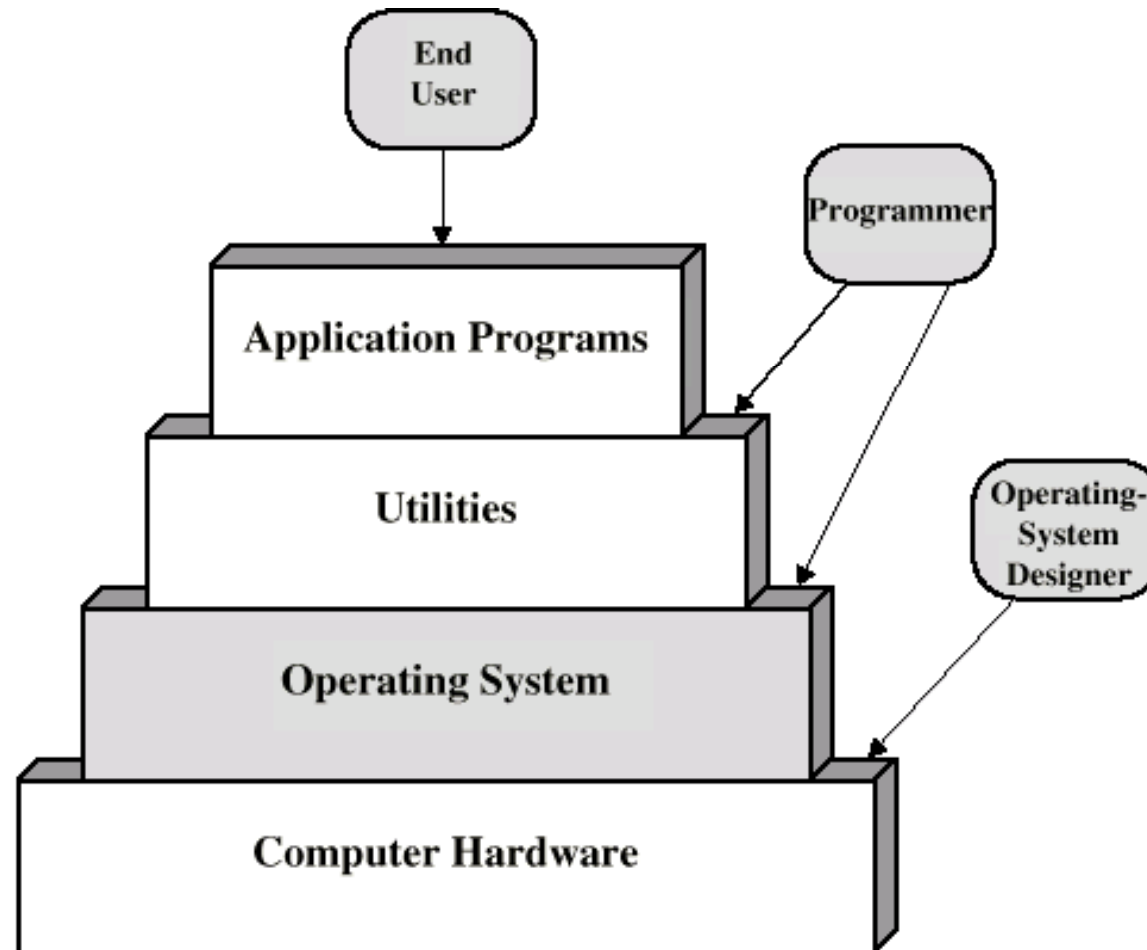 End
User
Programmer
Application Programs
Utilities
Operating-
System
Designer
Operating System
Computer Hardware